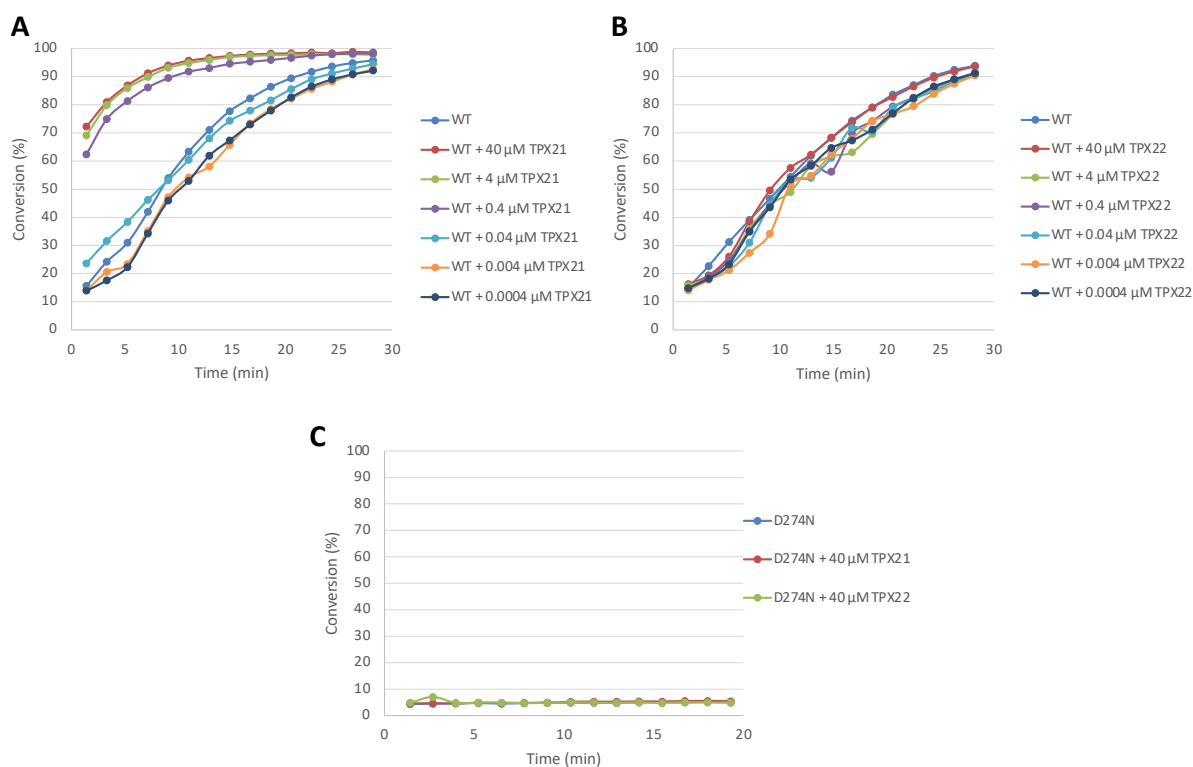 A
100
90
80
70
60
50
40
30
20
10
0
Conversion (%)
0 5 10 15 20 25 30
Time (min)
WT
WT + 40 µM TPX21
WT + 4 µM TPX21
WT + 0.4 µM TPX21
WT + 0.04 µM TPX21
WT + 0.004 µM TPX21
WT + 0.0004 µM TPX21
B
100
90
80
70
60
50
40
30
20
10
0
Conversion (%)
0 5 10 15 20 25 30
Time (min)
WT
WT + 40 µM TPX22
WT + 4 µM TPX22
WT + 0.4 µM TPX22
WT + 0.04 µM TPX22
WT + 0.004 µM TPX22
WT + 0.0004 µM TPX22
C
100
90
80
70
60
50
40
30
20
10
0
Conversion (%)
0 5 10 15 20
Time (min)
D274N
D274N + 40 µM TPX21
D274N + 40 µM TPX22